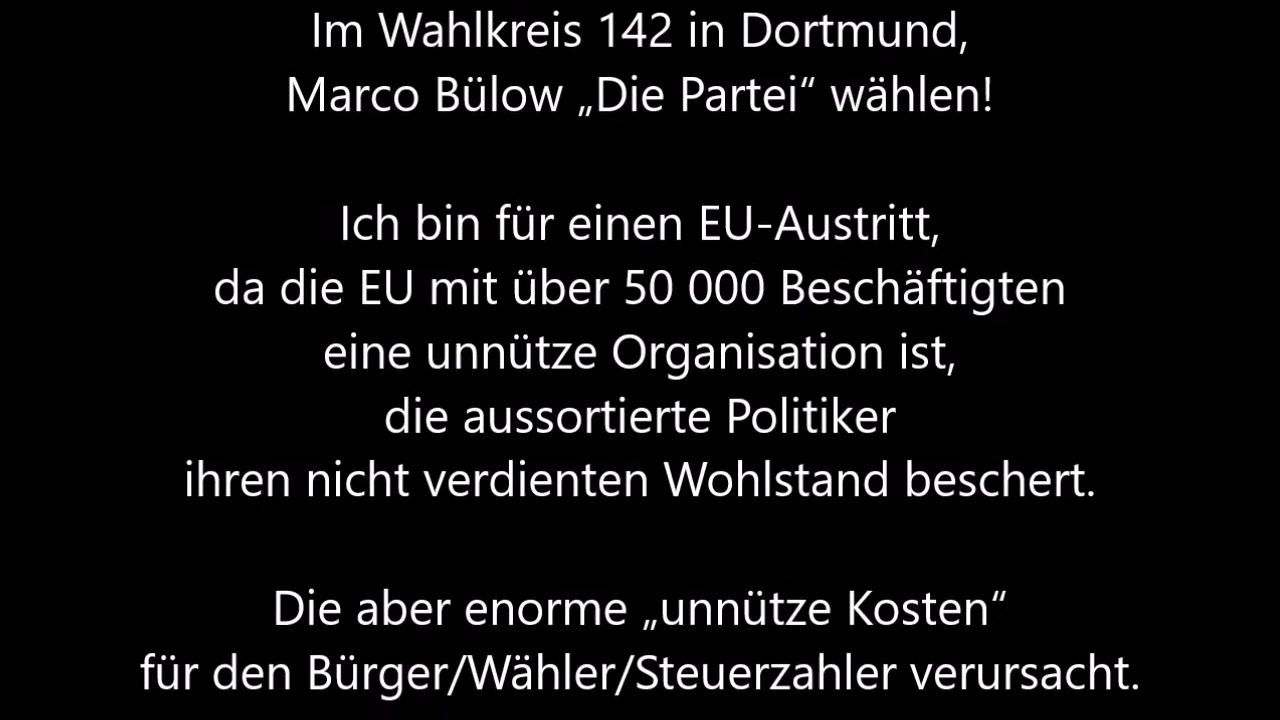 Im Wahlkreis 142 in Dortmund,
Marco Bülow „Die Partei“ wählen!
Ich bin für einen EU-Austritt,
da die EU mit über 50 000 Beschäftigten
eine unnütze Organisation ist,
die aussortierte Politiker
ihren nicht verdienten Wohlstand beschert.
Die aber enorme „unnütze Kosten“
für den Bürger/Wähler/Steuerzahler verursacht.